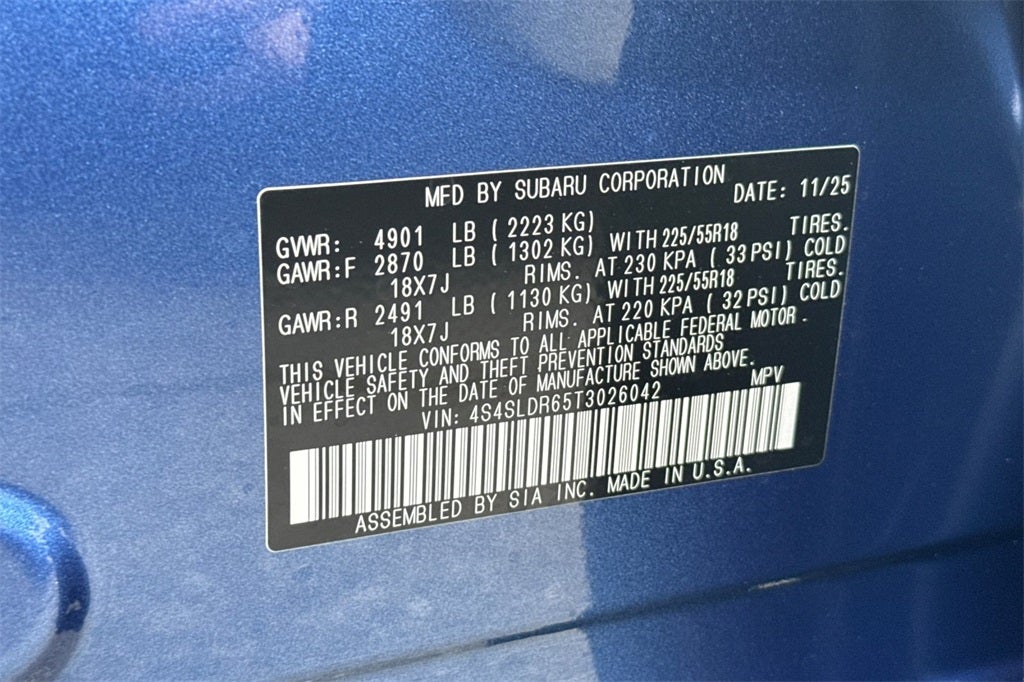 MFD BY SUBARU CORPORATION DATE: 11/25
GVWR: 4901 LB ( 2223 KG)
GAWR:F 2870 LB ( 1302 KG) WITH 225/55R18 TIRES.
18X7J RIMS. AT 230 KPA ( 33 PSI) COLD
GAWR:R 2491 LB ( 1130 KG) WITH 225/55R18 TIRES.
18X7J RIMS. AT 220 KPA ( 32 PSI) COLD
THIS VEHICLE CONFORMS TO ALL APPLICABLE FEDERAL MOTOR
VEHICLE SAFETY AND THEFT PREVENTION STANDARDS
IN EFFECT ON THE DATE OF MANUFACTURE SHOWN ABOVE.
VIN: 4S4SLDR65T3026042 MPV
ASSEMBLED BY SIA INC. MADE IN U.S.A.